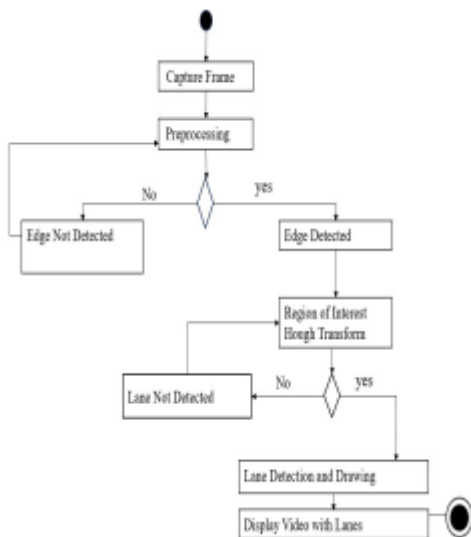 Capture Frame
Preprocessing
No
yes
Edge Not Detected
Edge Detected
Region of Interest
Hough Transform
No
yes
Lane Not Detected
Lane Detection and Drawing
Display Video with Lanes